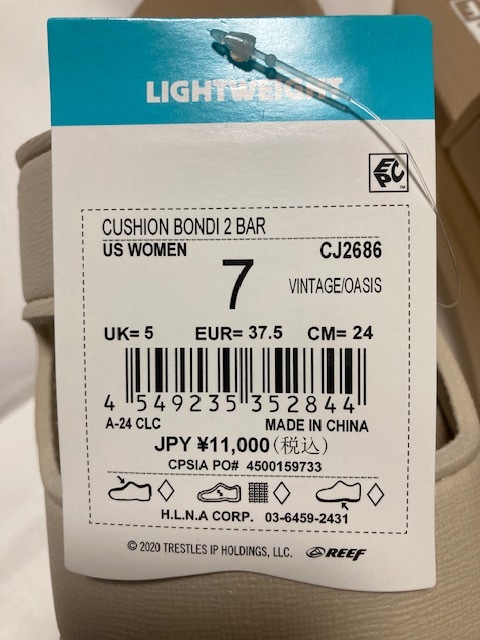 LIGHTWEIGHT
EPC™
CUSHION BONDI 2 BAR
US WOMEN
CJ2686
7
VINTAGE/OASIS
UK= 5 EUR= 37.5 CM= 24
4 549235 352844
A-24 CLC MADE IN CHINA
JPY ¥11,000(税込)
CPSIA PO# 4500159733
H.L.N.A CORP. 03-6459-2431
© 2020 TRESTLES IP HOLDINGS, LLC. REEF